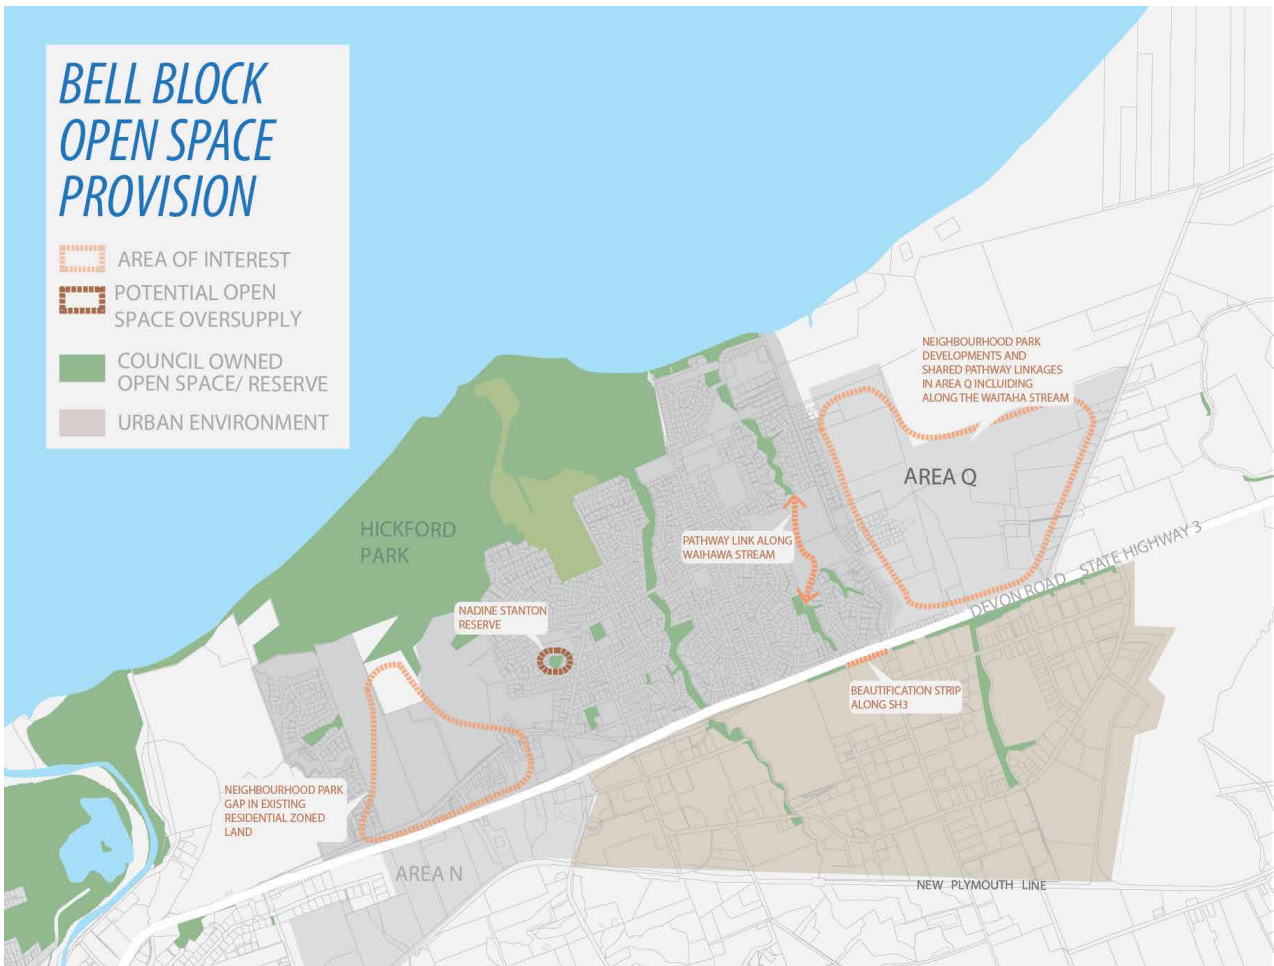 BELL BLOCK
OPEN SPACE
PROVISION
AREA OF INTEREST
POTENTIAL OPEN
SPACE OVERSUPPLY
COUNCIL OWNED
OPEN SPACE/ RESERVE
URBAN ENVIRONMENT
NEIGHBOURHOOD PARK
DEVELOPMENTS AND
SHARED PATHWAY LINKAGES
IN AREA Q INCLUIDING
ALONG THE WAITAHA STREAM
AREA Q
HICKFORD
PARK
PATHWAY LINK ALONG
WAIHAWA STREAM
DEVON ROAD STATE HIGHWAY 3
NADINE STANTON
RESERVE
BEAUTIFICATION STRIP
ALONG SH3
NEIGHBOURHOOD PARK
GAP IN EXISTING
RESIDENTIAL ZONED
LAND
AREA N
NEW PLYMOUTH LINE